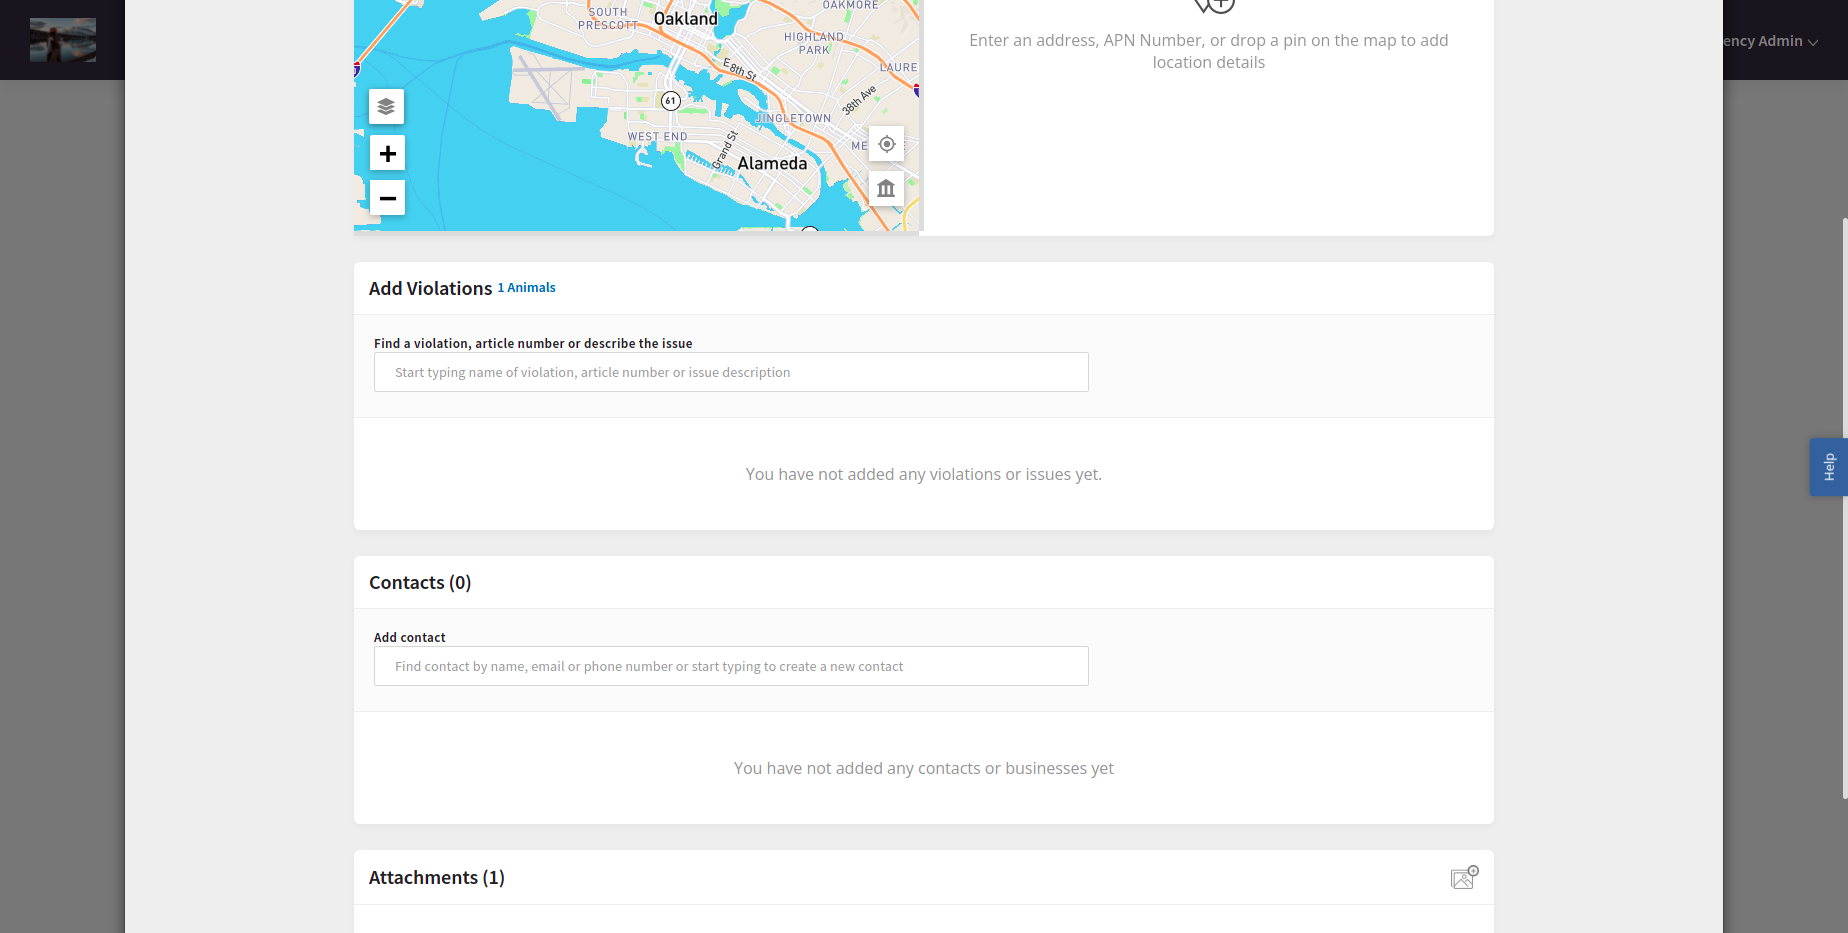 OAKMORE
SOUTH
PRESCOTT
Oakland
HIGHLAND
PARK
ency Admin
Enter an address, APN Number, or drop a pin on the map to add
location details
E 8th St
LAURE
38th Ave
61
JINGLETOWN
WEST END
Grand St
ME
Alameda
Add Violations 1 Animals
Find a violation, article number or describe the issue
Start typing name of violation, article number or issue description
You have not added any violations or issues yet.
Help
Contacts (0)
Add contact
Find contact by name, email or phone number or start typing to create a new contact
You have not added any contacts or businesses yet
Attachments (1)